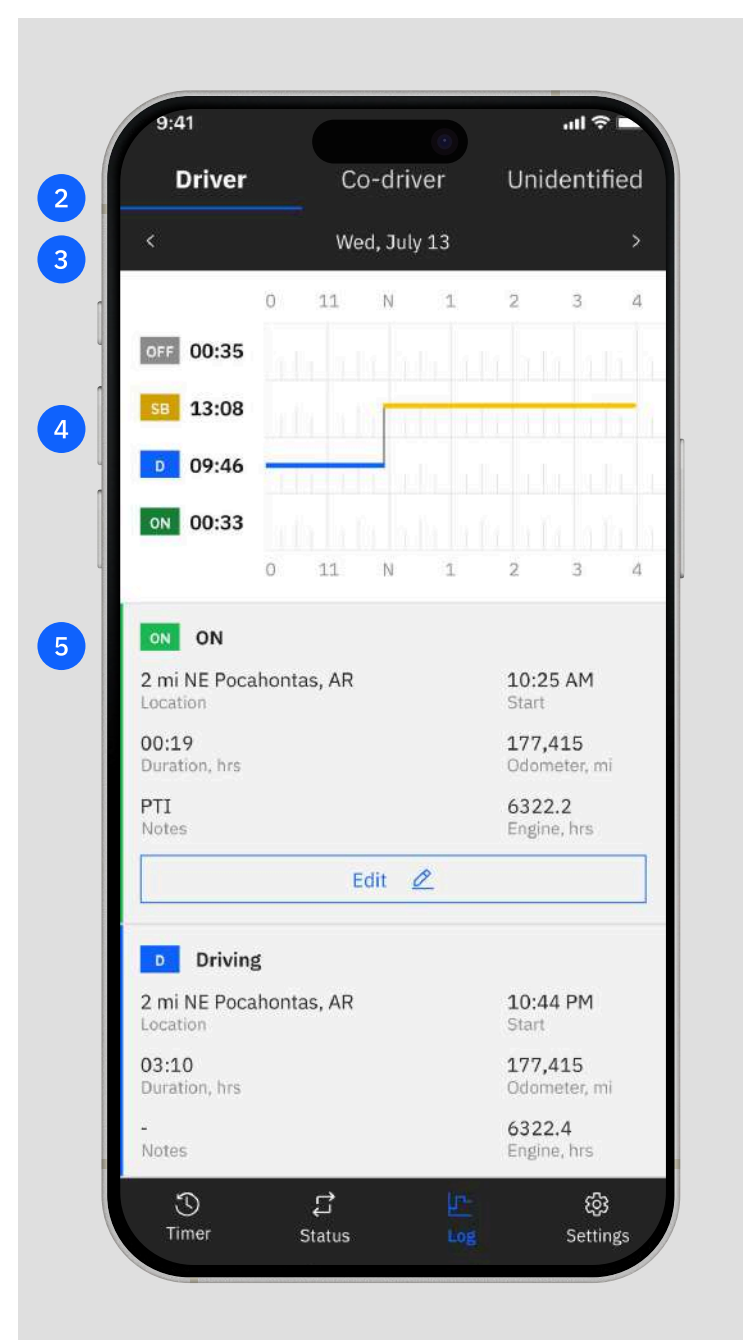 9:41
2
Driver Co-driver Unidentified
3
< Wed, July 13 >
0 11 N 1 2 3 4
OFF 00:35
SB 13:08
4
D 09:46
ON 00:33
0 11 N 1 2 3 4
5
ON ON
2 mi NE Pocahontas, AR 10:25 AM
Location Start
00:19 177,415
Duration, hrs Odometer, mi
PTI 6322.2
Notes Engine, hrs
Edit
D Driving
2 mi NE Pocahontas, AR 10:44 PM
Location Start
03:10 177,415
Duration, hrs Odometer, mi
- 6322.4
Notes Engine, hrs
Timer Status Log Settings